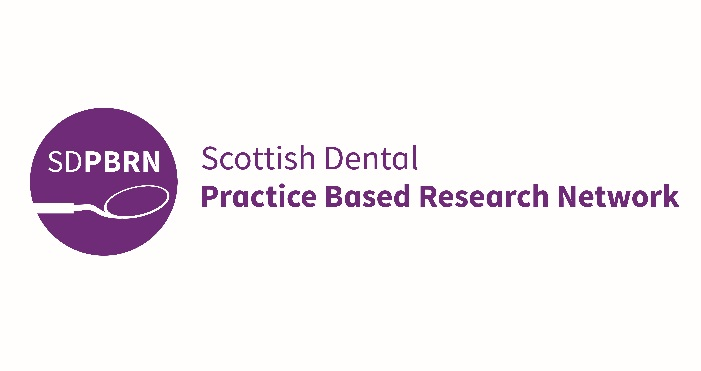 SDPBRN
Scottish Dental
Practice Based Research Network